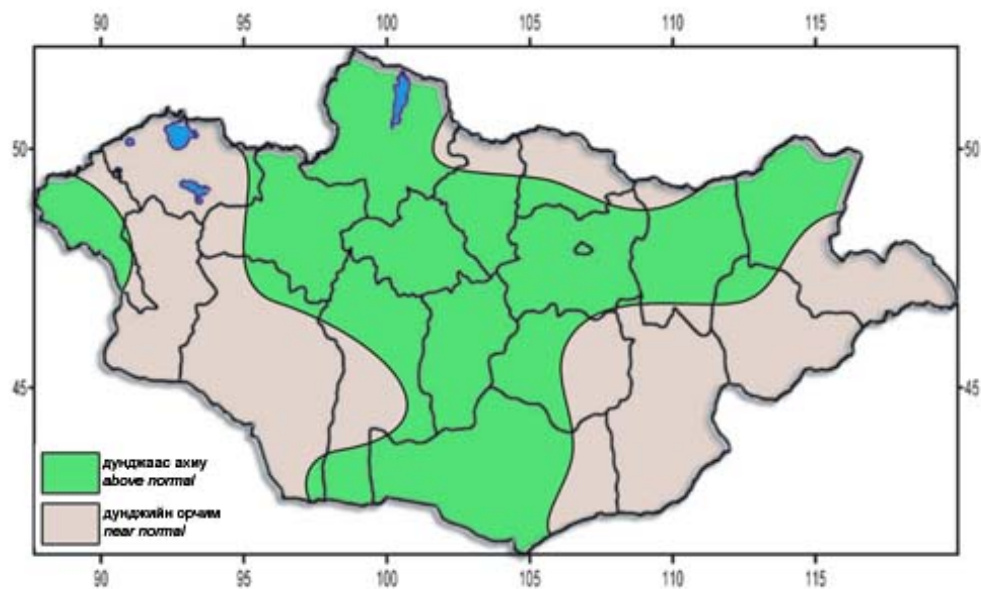 90 95 100 105 110 115
50 50
45 45
дунджаас ахиу
above normal
дунджийн орчим
near normal
90 95 100 105 110 115